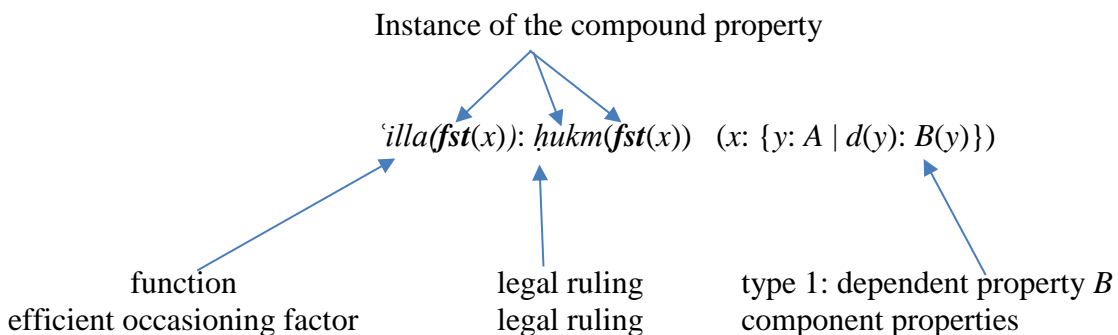 Instance of the compound property
ʿilla(fst(x)): ḥukm(fst(x)) (x: {y: A | d(y): B(y)})
function legal ruling type 1: dependent property B
efficient occasioning factor legal ruling component properties